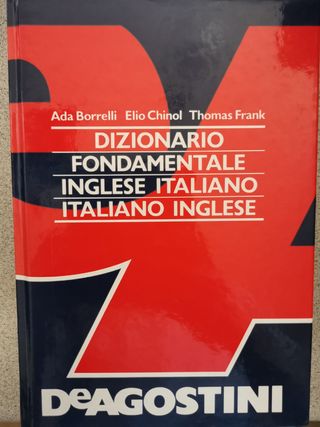 Ada Borrelli Elio Chinol Thomas Frank
DIZIONARIO
FONDAMENTALE
INGLESE ITALIANO
ITALIANO INGLESE
DeAGOSTINI